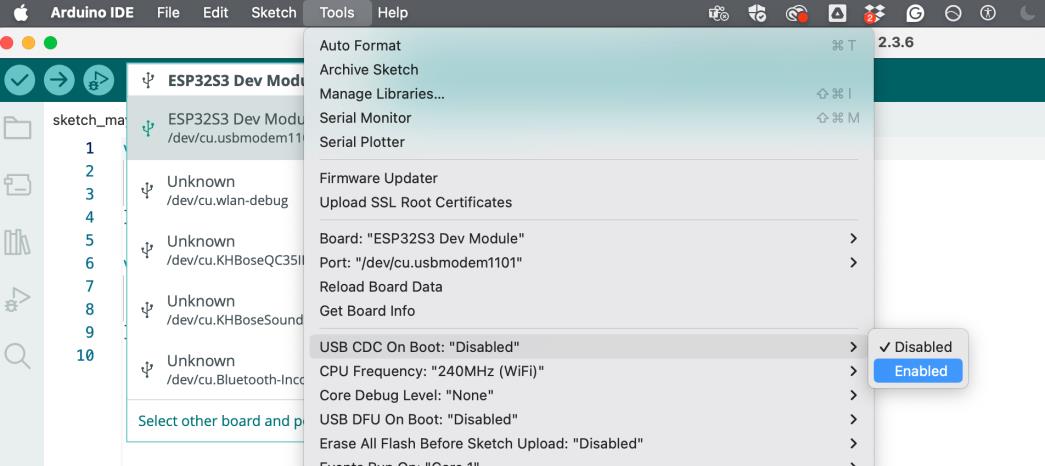 Arduino IDE File Edit Sketch Tools Help
2
2.3.6
Auto Format ⌘ T
Archive Sketch
Manage Libraries... ⇧ ⌘ I
Serial Monitor ⇧ ⌘ M
Serial Plotter
Firmware Updater
Upload SSL Root Certificates
Board: "ESP32S3 Dev Module"
Port: "/dev/cu.usbmodem1101"
Reload Board Data
Get Board Info
USB CDC On Boot: "Disabled"
CPU Frequency: "240MHz (WiFi)"
Core Debug Level: "None"
USB DFU On Boot: "Disabled"
Erase All Flash Before Sketch Upload: "Disabled"
✓ Disabled
Enabled
ESP32S3 Dev
ESP32S3 Dev
/dev/cu.usbmodem110
Unknown
/dev/cu.wlan-debug
Unknown
/dev/cu.KHBoseQC35II
Unknown
/dev/cu.KHBoseSound
Unknown
/dev/cu.Bluetooth-Inco
Select other board and
sketch_ma
1
2
3
4
5
6
7
8
9
10